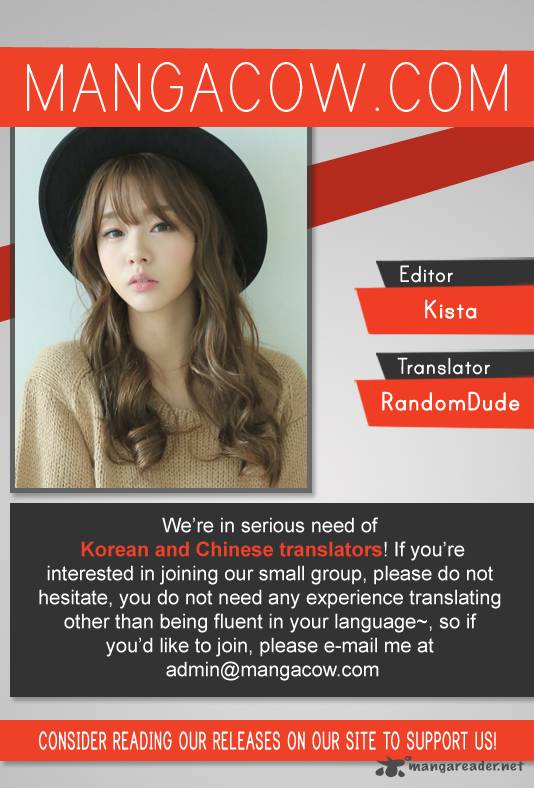 MANGACOW.COM
Editor
Kista
Translator
RandomDude
We're in serious need of
Korean and Chinese translators! If you're
interested in joining our small group, please do not
hesitate, you do not need any experience translating
other than being fluent in your language~, so if
you'd like to join, please e-mail me at
admin@mangacow.com
CONSIDER READING OUR RELEASES ON OUR SITE TO SUPPORT US!
mangareader.net